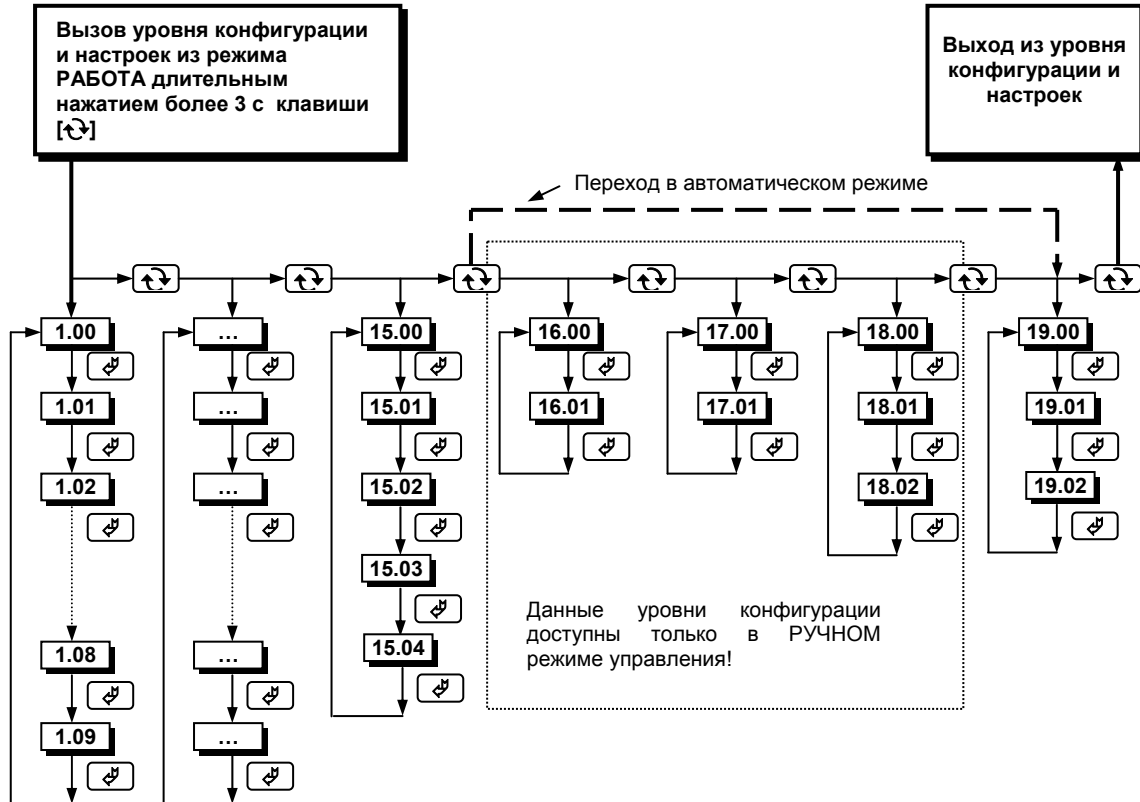 Вызов уровня конфигурации
и настроек из режима
РАБОТА длительным
нажатием более 3 с клавиши
[]
Выход из уровня
конфигурации и
настроек
Переход в автоматическом режиме
1.00
1.01
1.02
1.08
1.09
...
...
...
...
...
15.00
15.01
15.02
15.03
15.04
16.00
16.01
17.00
17.01
18.00
18.01
18.02
19.00
19.01
19.02
Данные уровни конфигурации
доступны только в РУЧНОМ
режиме управления!